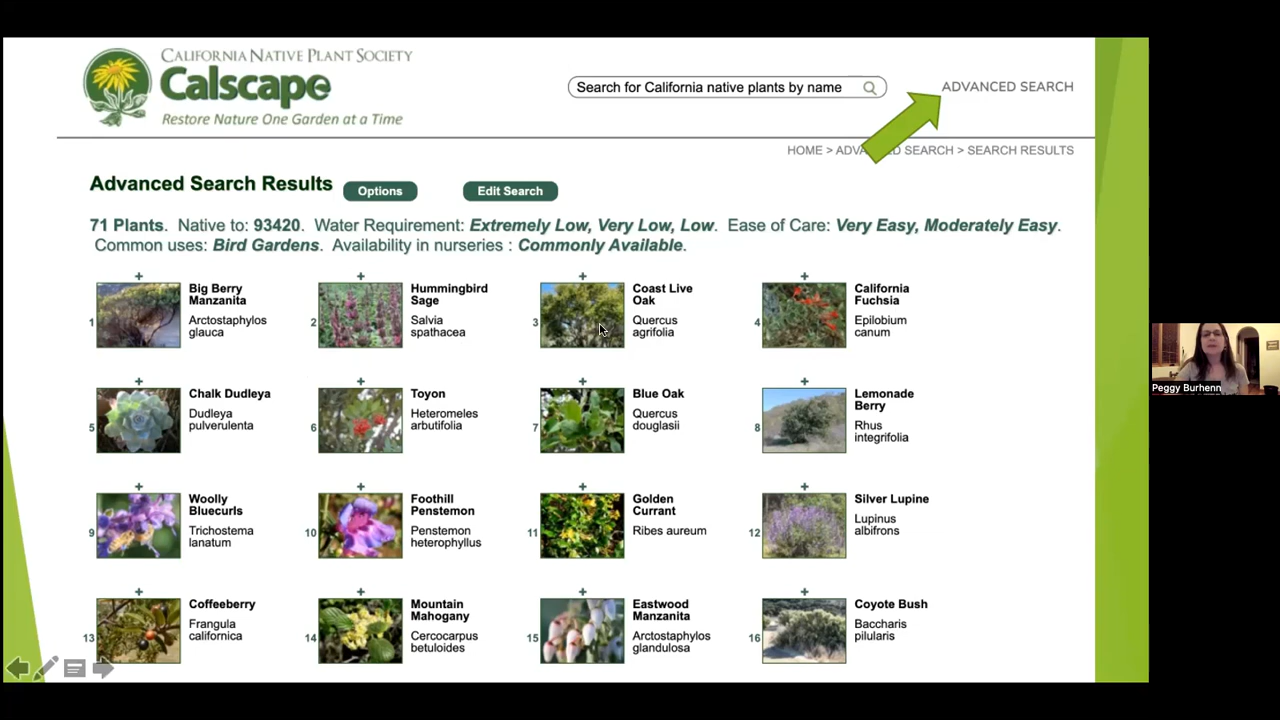 CALIFORNIA NATIVE PLANT SOCIETY
Calscape
Restore Nature One Garden at a Time
Search for California native plants by name
ADVANCED SEARCH
HOME > ADVANCED SEARCH > SEARCH RESULTS
Advanced Search Results
Options
Edit Search
71 Plants. Native to: 93420. Water Requirement: Extremely Low, Very Low, Low. Ease of Care: Very Easy, Moderately Easy.
Common uses: Bird Gardens. Availability in nurseries : Commonly Available.
+
1
Big Berry
Manzanita
Arctostaphylos
glauca
+
2
Hummingbird
Sage
Salvia
spathacea
+
3
Coast Live
Oak
Quercus
agrifolia
+
4
California
Fuchsia
Epilobium
canum
+
5
Chalk Dudleya
Dudleya
pulverulenta
+
6
Toyon
Heteromeles
arbutifolia
+
7
Blue Oak
Quercus
douglasii
+
8
Lemonade
Berry
Rhus
integrifolia
+
9
Woolly
Bluecurls
Trichostema
lanatum
+
10
Foothill
Penstemon
Penstemon
heterophyllus
+
11
Golden
Currant
Ribes aureum
+
12
Silver Lupine
Lupinus
albifrons
+
13
Coffeeberry
Frangula
californica
+
14
Mountain
Mahogany
Cercocarpus
betuloides
+
15
Eastwood
Manzanita
Arctostaphylos
glandulosa
+
16
Coyote Bush
Baccharis
pilularis
Peggy Burhenn